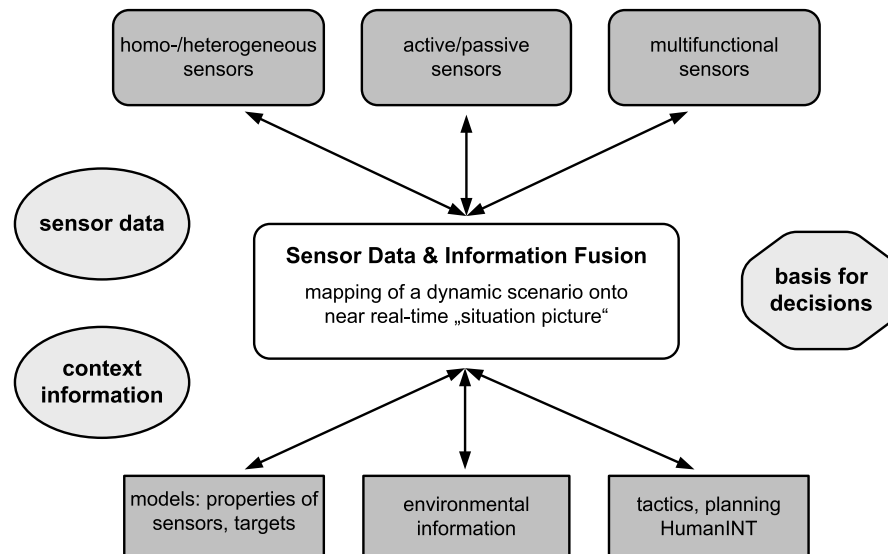 homo-/heterogeneous
sensors
active/passive
sensors
multifunctional
sensors
sensor data
Sensor Data & Information Fusion
mapping of a dynamic scenario onto
near real-time „situation picture“
basis for
decisions
context
information
models: properties of
sensors, targets
environmental
information
tactics, planning
HumanINT